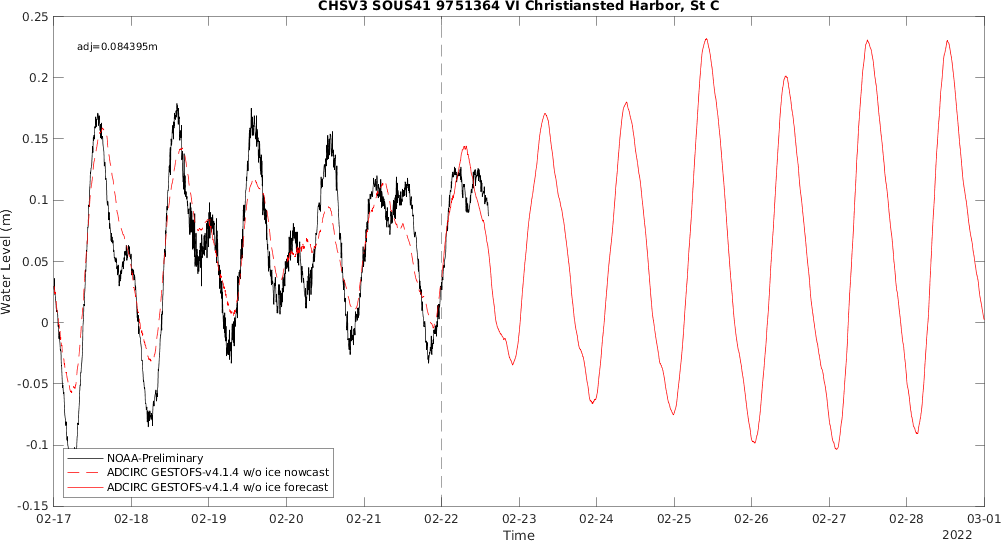 CHSV3 SOUS41 9751364 VI Christiansted Harbor, St C
adj=0.084395m
0.25
0.2
0.15
0.1
0.05
0
-0.05
-0.1
-0.15
Water Level (m)
NOAA-Preliminary
ADCIRC GESTOFS-v4.1.4 w/o ice nowcast
ADCIRC GESTOFS-v4.1.4 w/o ice forecast
02-17 02-18 02-19 02-20 02-21 02-22 02-23 02-24 02-25 02-26 02-27 02-28 03-01
Time
2022